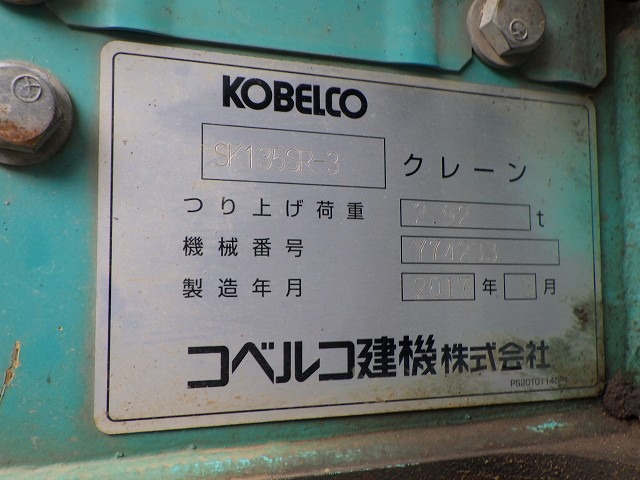 KOBELCO
SK135SR-3 クレーン
つり上げ荷重 2.92 t
機械番号
製造年月 2017 年 月
コベルコ建機株式会社